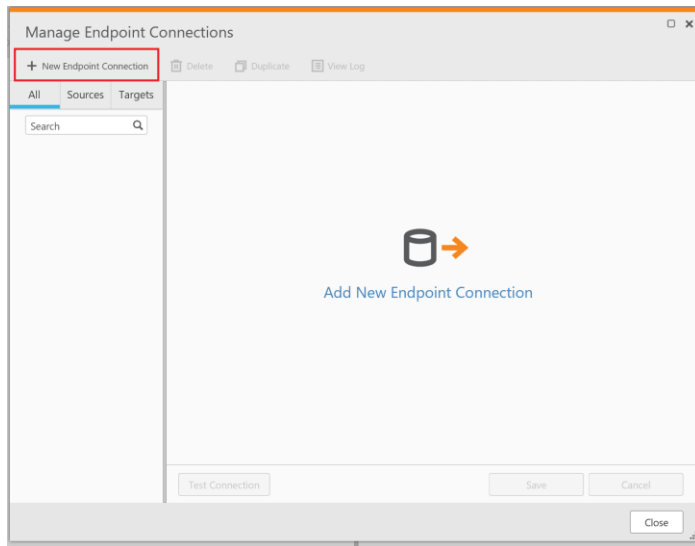 Manage Endpoint Connections
New Endpoint Connection Delete Duplicate View Log
All Sources Targets
Search
Add New Endpoint Connection
Test Connection Save Cancel
Close